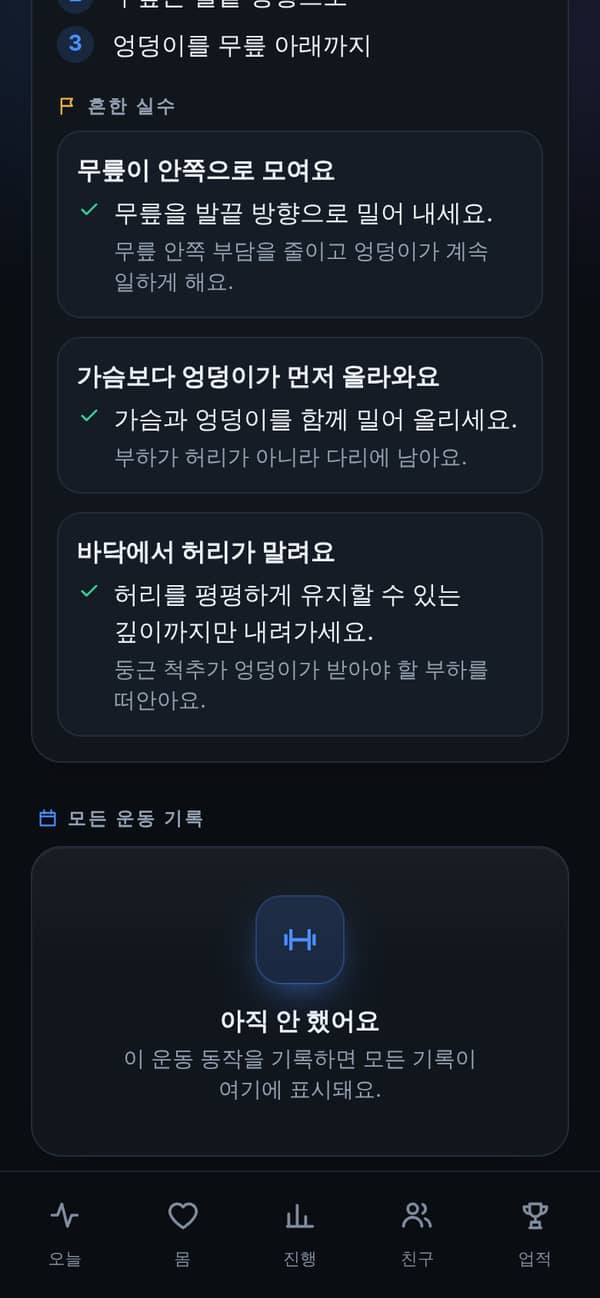 3 엉덩이를 무릎 아래까지
흔한 실수
무릎이 안쪽으로 모여요
무릎을 발끝 방향으로 밀어 내세요.
무릎 안쪽 부담을 줄이고 엉덩이가 계속
일하게 해요.
가슴보다 엉덩이가 먼저 올라와요
가슴과 엉덩이를 함께 밀어 올리세요.
부하가 허리가 아니라 다리에 남아요.
바닥에서 허리가 말려요
허리를 평평하게 유지할 수 있는
깊이까지만 내려가세요.
둥근 척추가 엉덩이가 받아야 할 부하를
떠안아요.
모든 운동 기록
아직 안 했어요
이 운동 동작을 기록하면 모든 기록이
여기에 표시돼요.
오늘
몸
진행
친구
업적